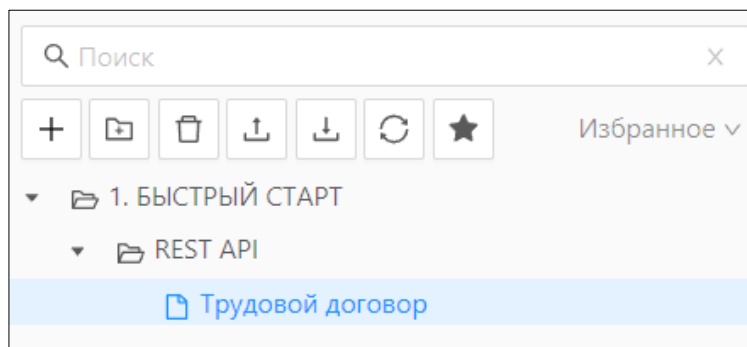 Поиск
Избранное
1. БЫСТРЫЙ СТАРТ
REST API
Трудовой договор